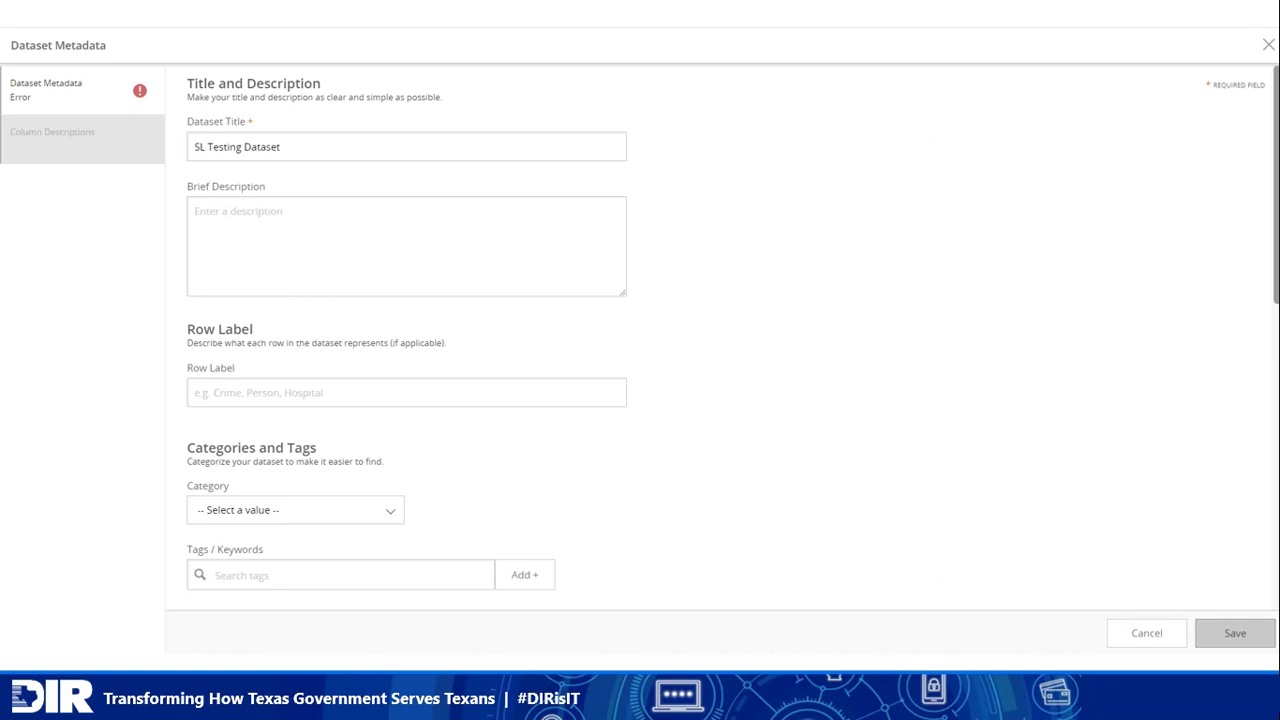 Dataset Metadata
Dataset Metadata
Error
Column Descriptions
Title and Description
Make your title and description as clear and simple as possible.
* REQUIRED FIELD
Dataset Title *
SL Testing Dataset
Brief Description
Enter a description
Row Label
Describe what each row in the dataset represents (if applicable).
Row Label
e.g. Crime, Person, Hospital
Categories and Tags
Categorize your dataset to make it easier to find.
Category
-- Select a value --
Tags / Keywords
Search tags
Add +
Cancel
Save
DIR Transforming How Texas Government Serves Texans | #DIRisIT